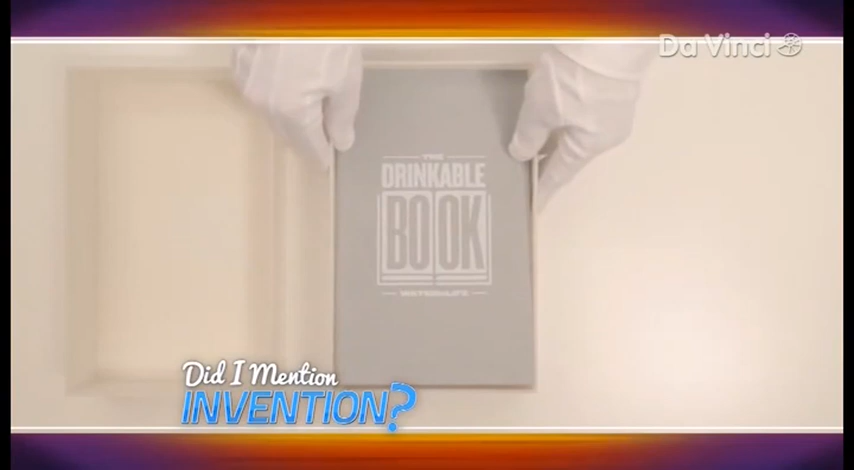 Da Vinci
THE
DRINKABLE
BOOK
WATERisLIFE
Did I Mention
INVENTION?